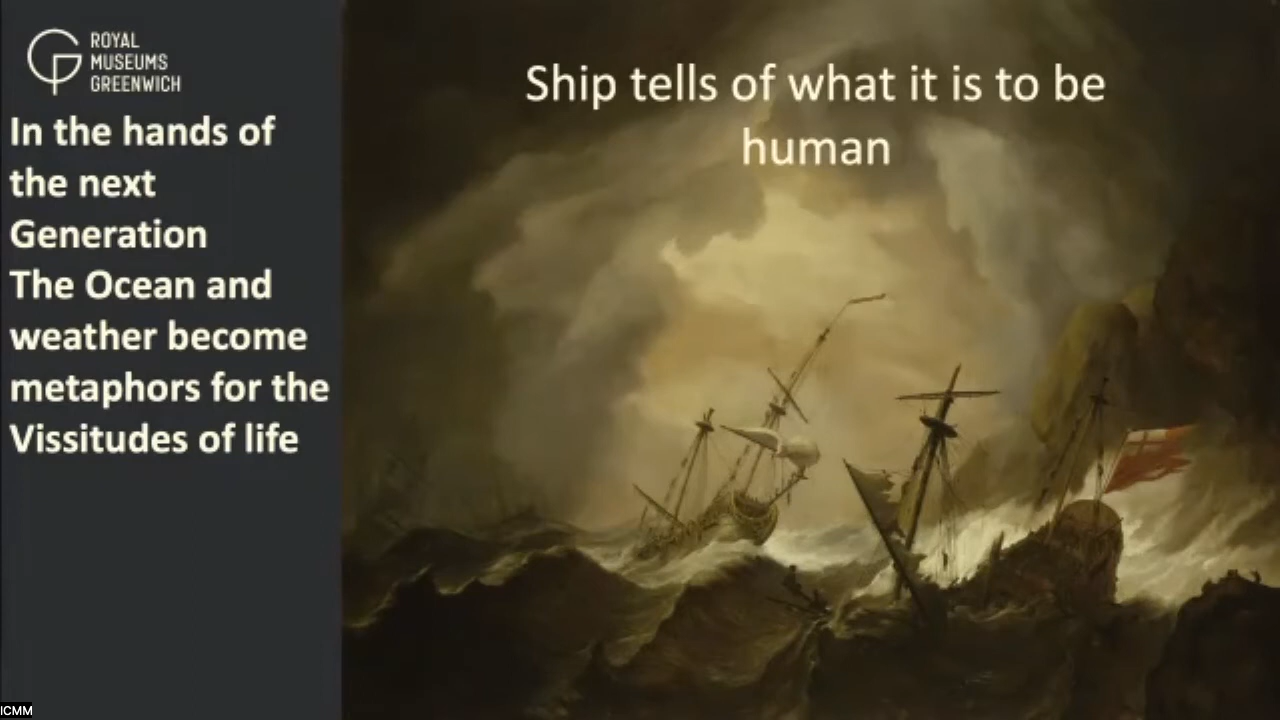 ROYAL
MUSEUMS
GREENWICH
In the hands of
the next
Generation
The Ocean and
weather become
metaphors for the
Vissitudes of life
Ship tells of what it is to be
human
ICMM